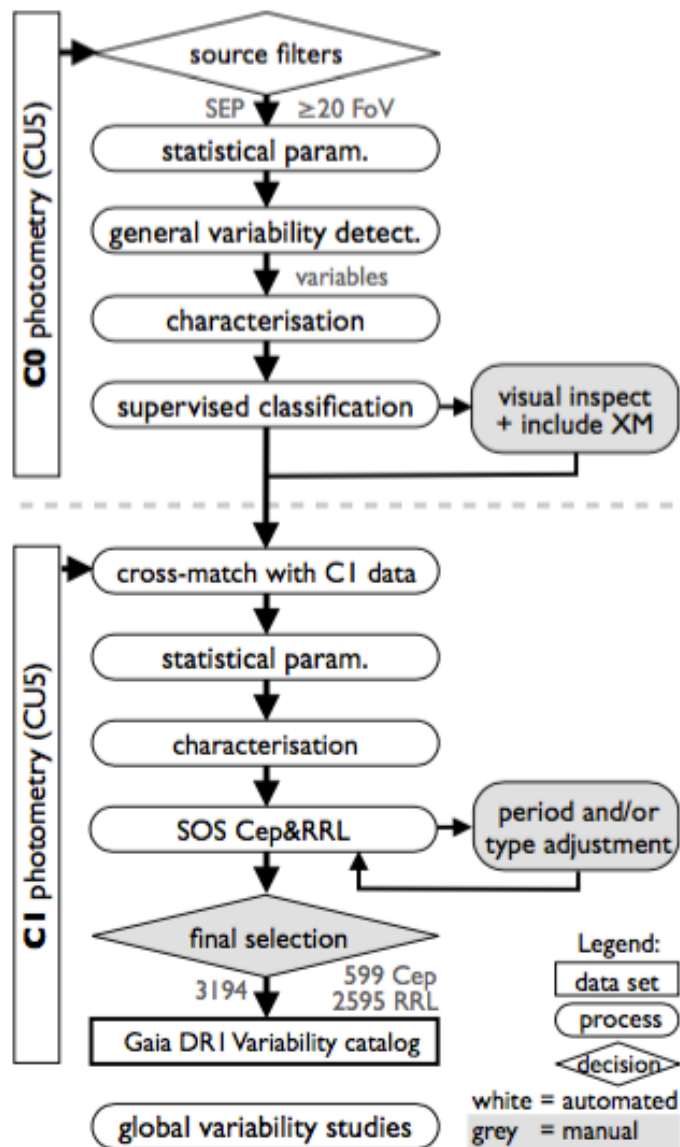 C0 photometry (CU5)
source filters
SEP ≥20 FoV
statistical param.
general variability detect.
variables
characterisation
supervised classification
visual inspect
+ include XM
C1 photometry (CU5)
cross-match with C1 data
statistical param.
characterisation
SOS Cep&RRL
period and/or
type adjustment
final selection
3194
599 Cep
2595 RRL
Gaia DR1 Variability catalog
global variability studies
Legend:
data set
process
decision
white = automated
grey = manual